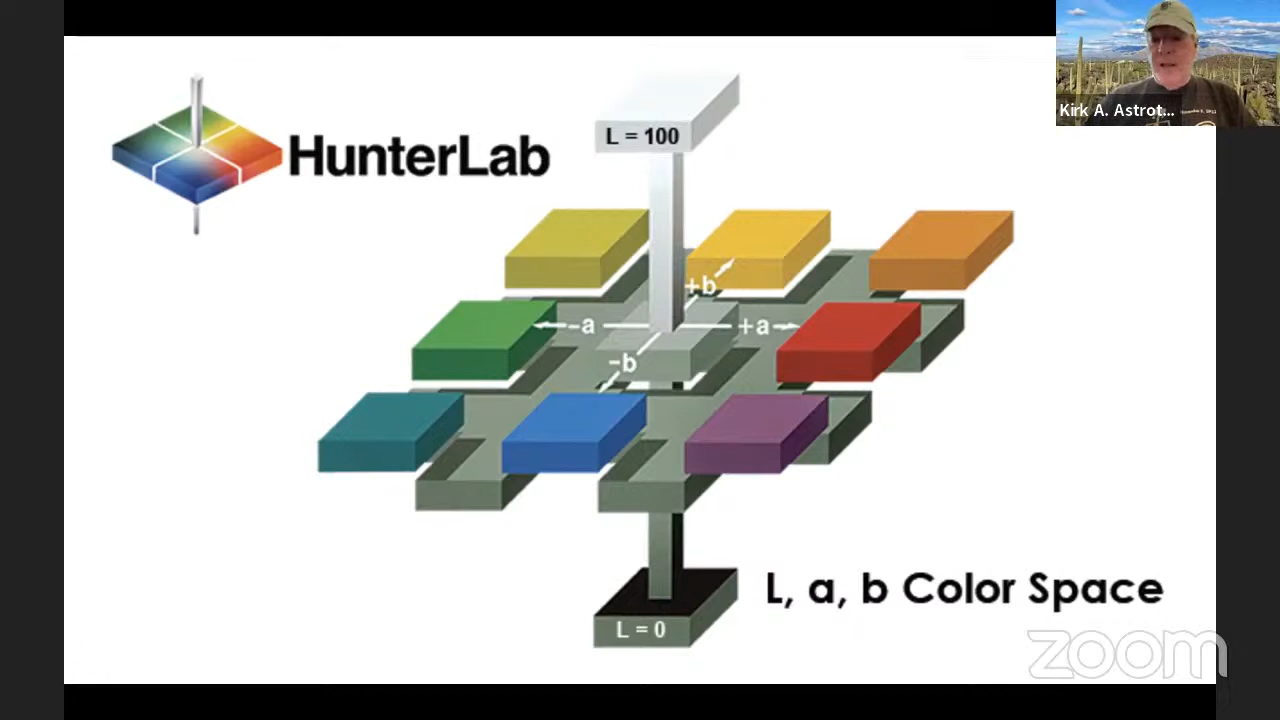 HunterLab
L = 100
+b
-a
+a
-b
L = 0
L, a, b Color Space
Kirk A. Astrot...
zoom